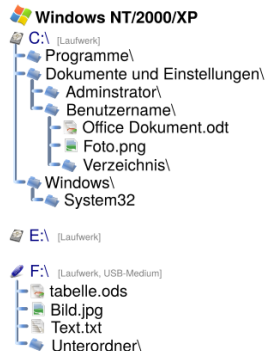 Windows NT/2000/XP
C:\ [Laufwerk]
Programme\
Dokumente und Einstellungen\
Adminstrator\
Benutzername\
Office Dokument.odt
Foto.png
Verzeichnis\
Windows\
System32
E:\ [Laufwerk]
F:\ [Laufwerk, USB-Medium]
tabelle.ods
Bild.jpg
Text.txt
Unterordner\